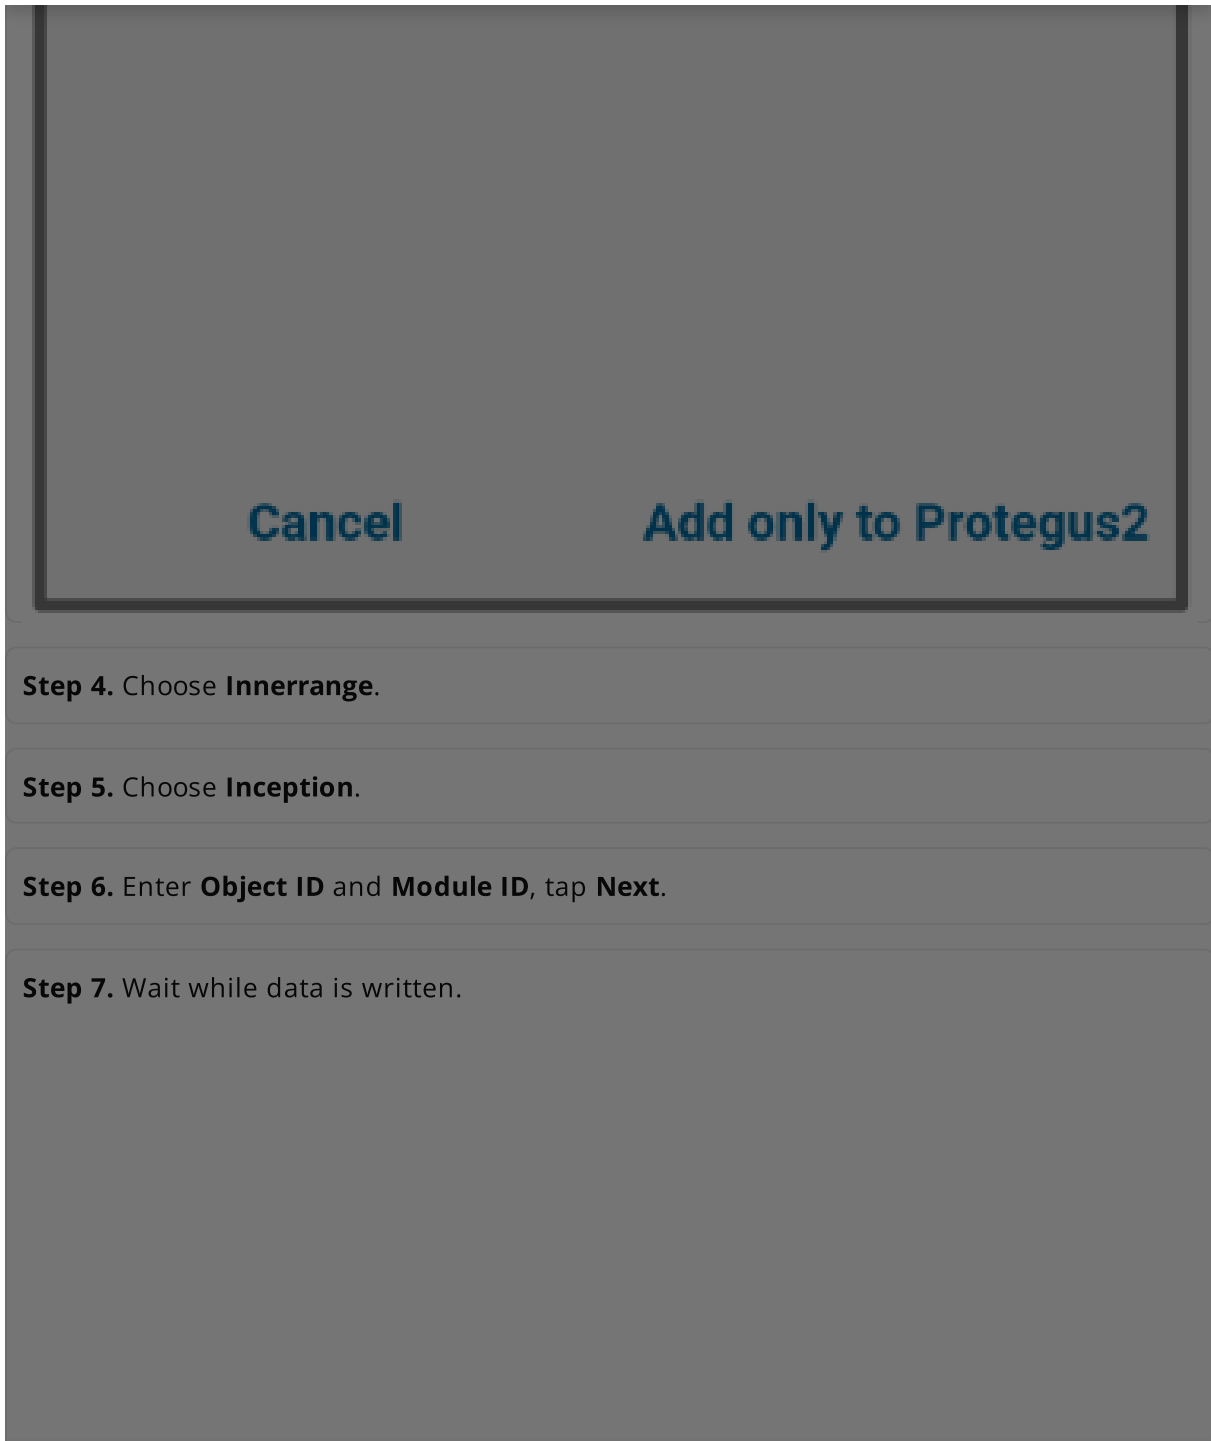 Cancel Add only to Protegus2
Step 4. Choose Innerrange.
Step 5. Choose Inception.
Step 6. Enter Object ID and Module ID, tap Next.
Step 7. Wait while data is written.